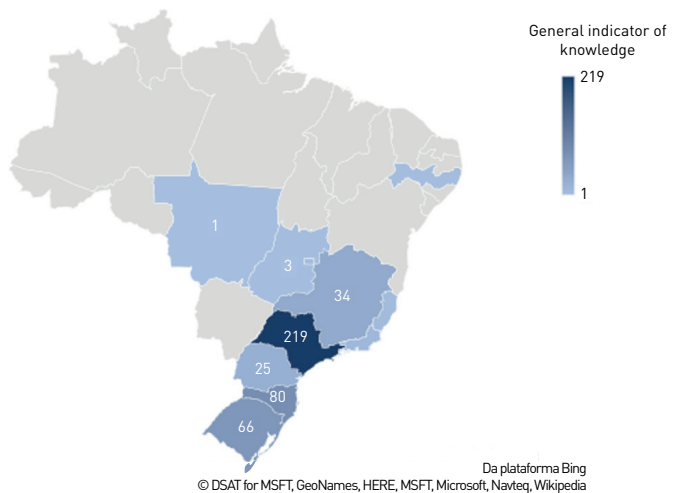 General indicator of
knowledge
219
1
1
3
34
219
25
80
66
Da plataforma Bing
© DSAT for MSFT, GeoNames, HERE, MSFT, Microsoft, Navteq, Wikipedia